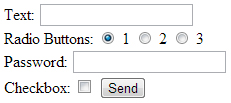 Text:
Radio Buttons: 1 2 3
Password:
Checkbox: Send